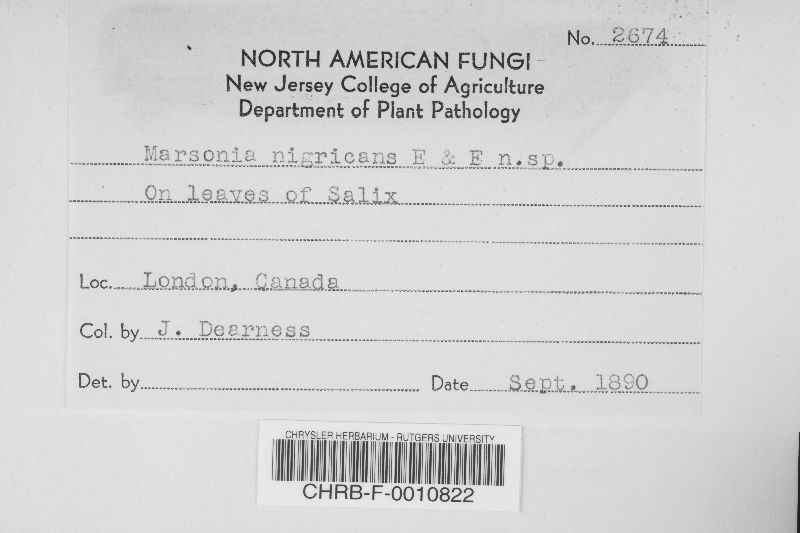 No. 2674
NORTH AMERICAN FUNGI
New Jersey College of Agriculture
Department of Plant Pathology
Marsonia nigricans E & E n.sp.
On leaves of Salix
Loc. London, Canada
Col. by J. Dearness
Det. by Date Sept. 1890
CHRYSLER HERBARIUM - RUTGERS UNIVERSITY
CHRB-F-0010822